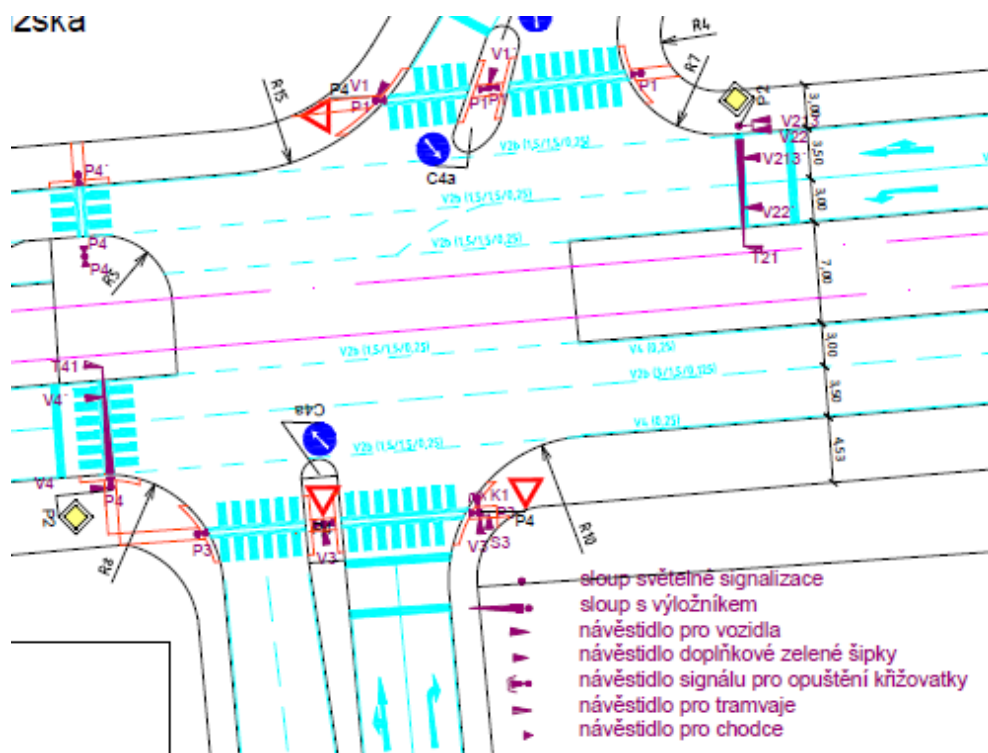 R15
P4
V1
P1
V1
P1
P1
R4
R7
P2
V22
3,00
3,50
3,00
V213
V22
T21
7,00
3,00
3,50
4,53
C4a
V2b (1,5/1,5/0,25)
V2b (1,5/1,5/0,25)
V2b (1,5/1,5/0,25)
P4
P4
P4
R5
V2b (1,5/1,5/0,25)
V4 (0,25)
V2b (3/1,5/0,125)
V4 (0,25)
V2b (1,5/1,5/0,25)
T41
V4
C4a
V4
P4
P2
R8
P3
V3
K1
P3
V3
S3
P4
R10
sloup světelné signalizace
sloup s výložníkem
návěstidlo pro vozidla
návěstidlo doplňkové zelené šipky
návěstidlo signálu pro opuštění křižovatky
návěstidlo pro tramvaje
návěstidlo pro chodce